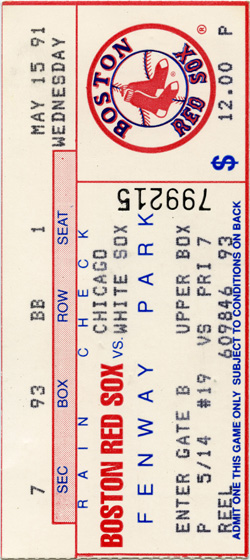 MAY 15 91
WEDNESDAY
7 93 BB 1
SEC BOX ROW SEAT
RAIN CHECK
CHICAGO
BOSTON RED SOX VS. WHITE SOX
FENWAY PARK
799215
ENTER GATE B UPPER BOX
P 5/14 #19 VS FRI 7
REEL 609846 93
ADMIT ONE THIS GAME ONLY SUBJECT TO CONDITIONS ON BACK
BOSTON
RED SOX
$ 12.00 P